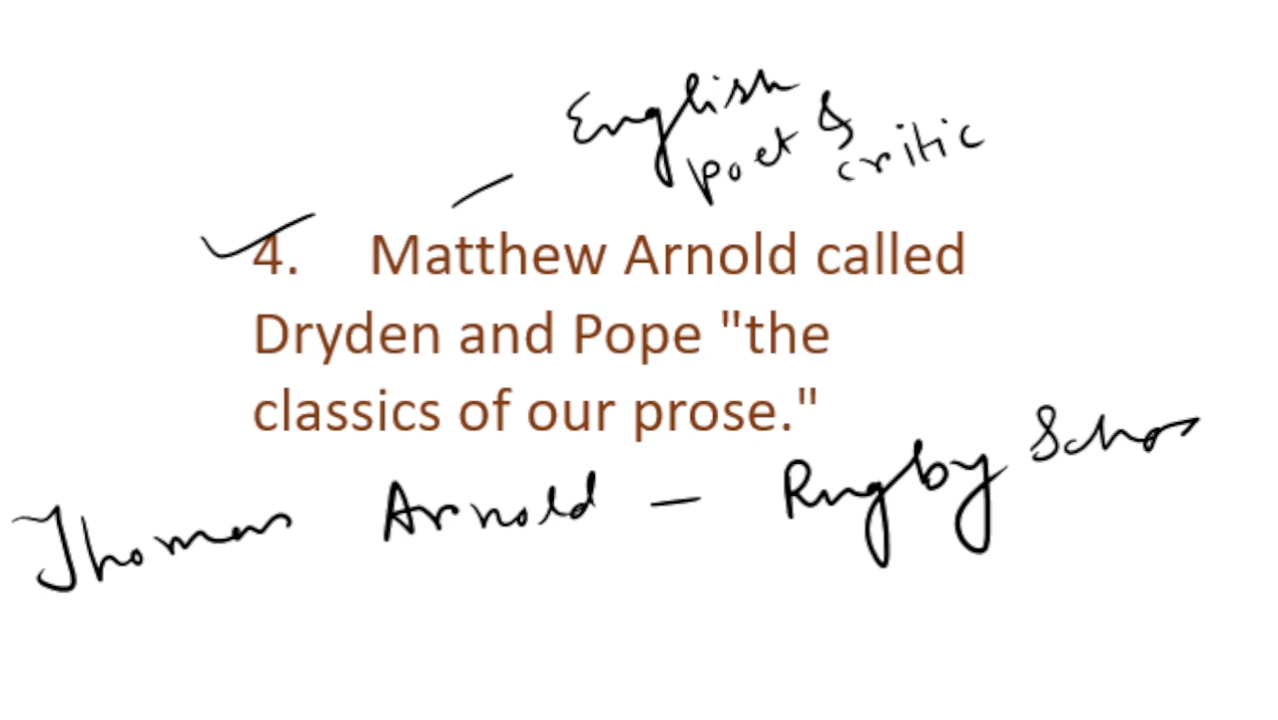 English
poet &
critic
4. Matthew Arnold called
Dryden and Pope "the
classics of our prose."
Thomas Arnold – Rugby